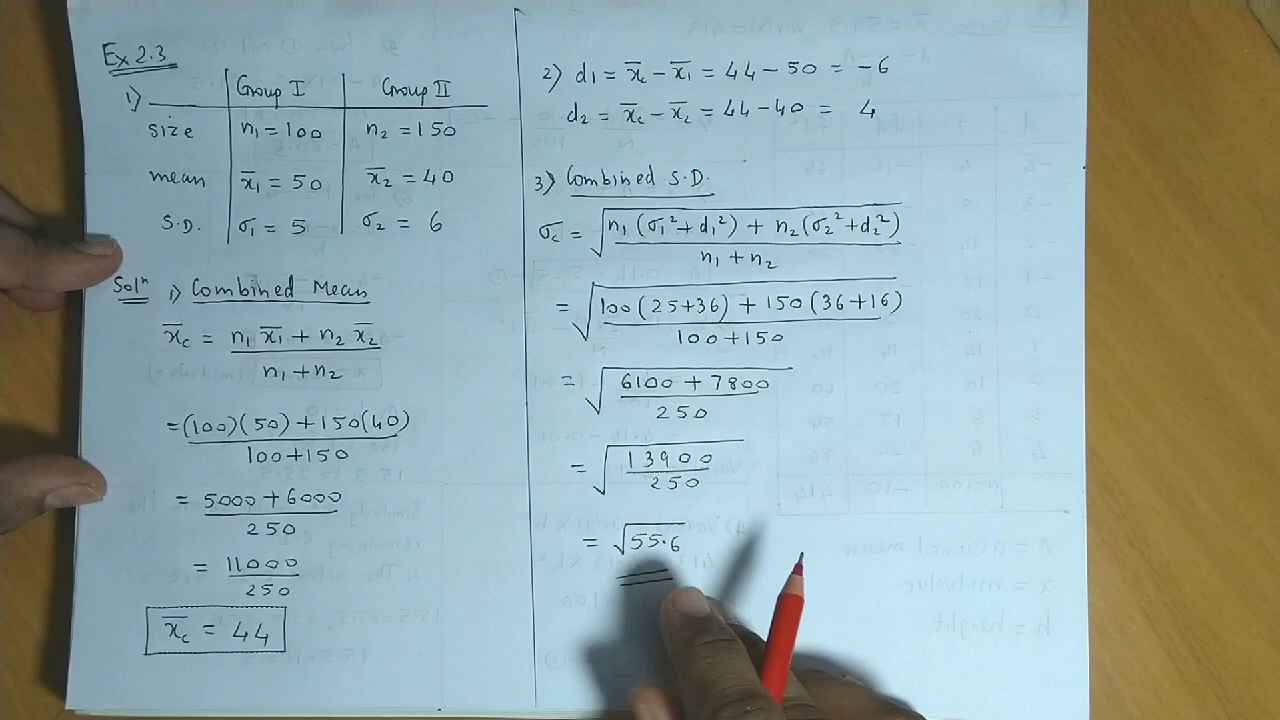 Ex 2.3
1) Group I Group II
size n₁ = 100 n₂ = 150
mean x̄₁ = 50 x̄₂ = 40
S.D. σ₁ = 5 σ₂ = 6
Solⁿ 1) Combined Mean
x̄c = (n₁ x̄₁ + n₂ x̄₂) / (n₁ + n₂)
= ((100)(50) + 150(40)) / (100 + 150)
= (5000 + 6000) / 250
= 11000 / 250
x̄c = 44
2) d₁ = x̄c − x̄₁ = 44 − 50 = −6
d₂ = x̄c − x̄₂ = 44 − 40 = 4
3) Combined S.D.
σc = √((n₁(σ₁² + d₁²) + n₂(σ₂² + d₂²)) / (n₁ + n₂))
= √((100(25+36) + 150(36+16)) / (100+150))
= √((6100 + 7800) / 250)
= √(13900 / 250)
= √55.6